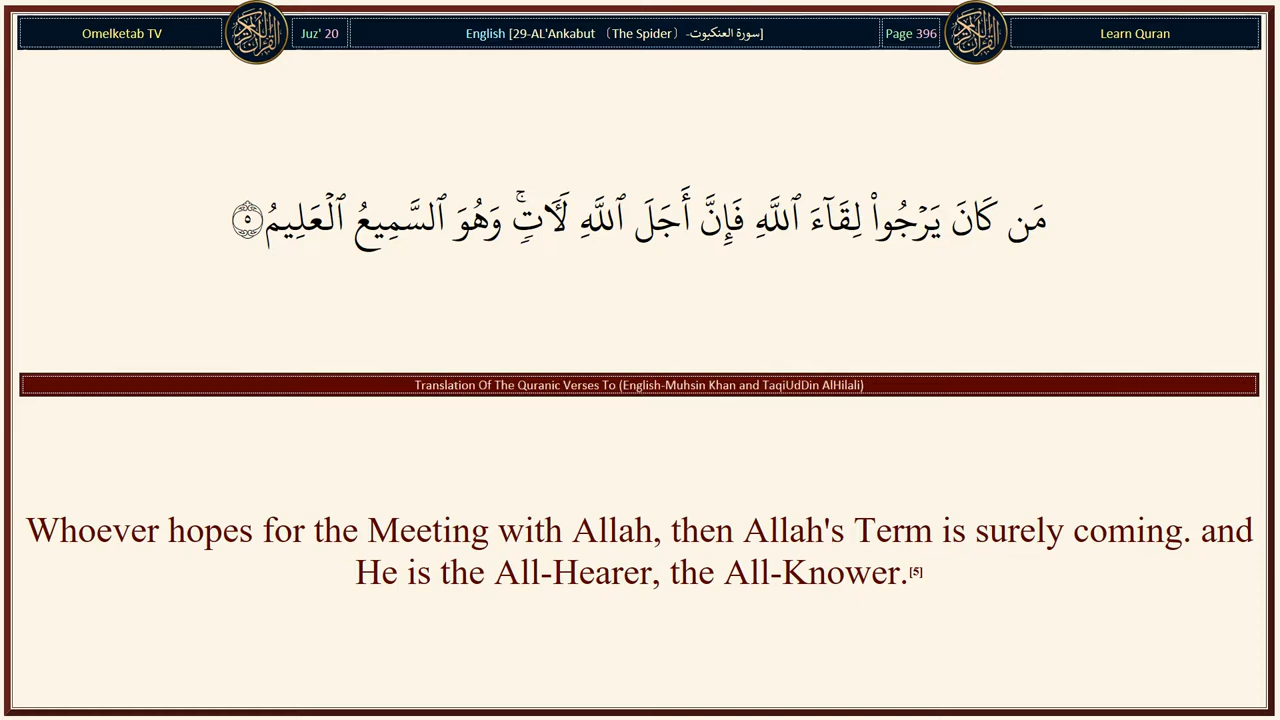 Omelketab TV
Juz' 20
English [29-AL'Ankabut （The Spider） -سورة العنكبوت]
Page 396
Learn Quran
مَن كَانَ يَرْجُوا۟ لِقَآءَ ٱللَّهِ فَإِنَّ أَجَلَ ٱللَّهِ لَـَٔاتٍۢ ۚ وَهُوَ ٱلسَّمِيعُ ٱلْعَلِيمُ ٥
Translation Of The Quranic Verses To (English-Muhsin Khan and TaqiUdDin AlHilali)
Whoever hopes for the Meeting with Allah, then Allah's Term is surely coming. and
He is the All-Hearer, the All-Knower.[5]